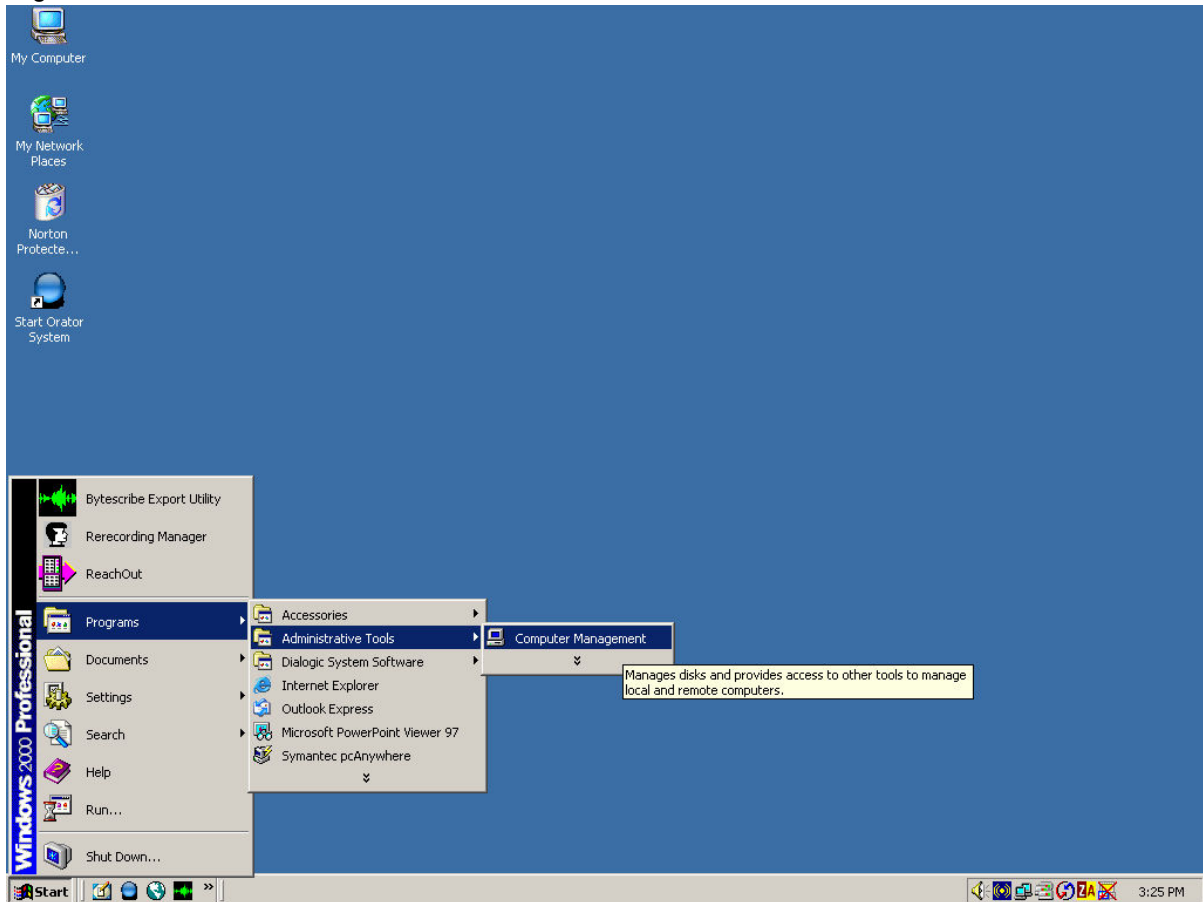 My Computer
My Network
Places
Norton
Protecte...
Start Orator
System
Bytescribe Export Utility
Rerecording Manager
ReachOut
Programs
Documents
Settings
Search
Help
Run...
Shut Down...
Windows 2000 Professional
Accessories
Administrative Tools
Dialogic System Software
Internet Explorer
Outlook Express
Microsoft PowerPoint Viewer 97
Symantec pcAnywhere
Computer Management
Manages disks and provides access to other tools to manage
local and remote computers.
Start
ZA
3:25 PM